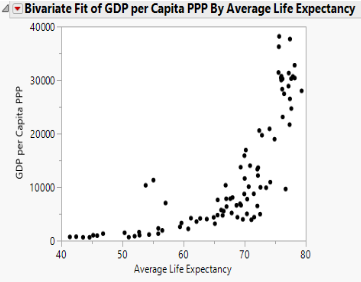 Bivariate Fit of GDP per Capita PPP By Average Life Expectancy
GDP per Capita PPP
40000
30000
20000
10000
0
40 50 60 70 80
Average Life Expectancy